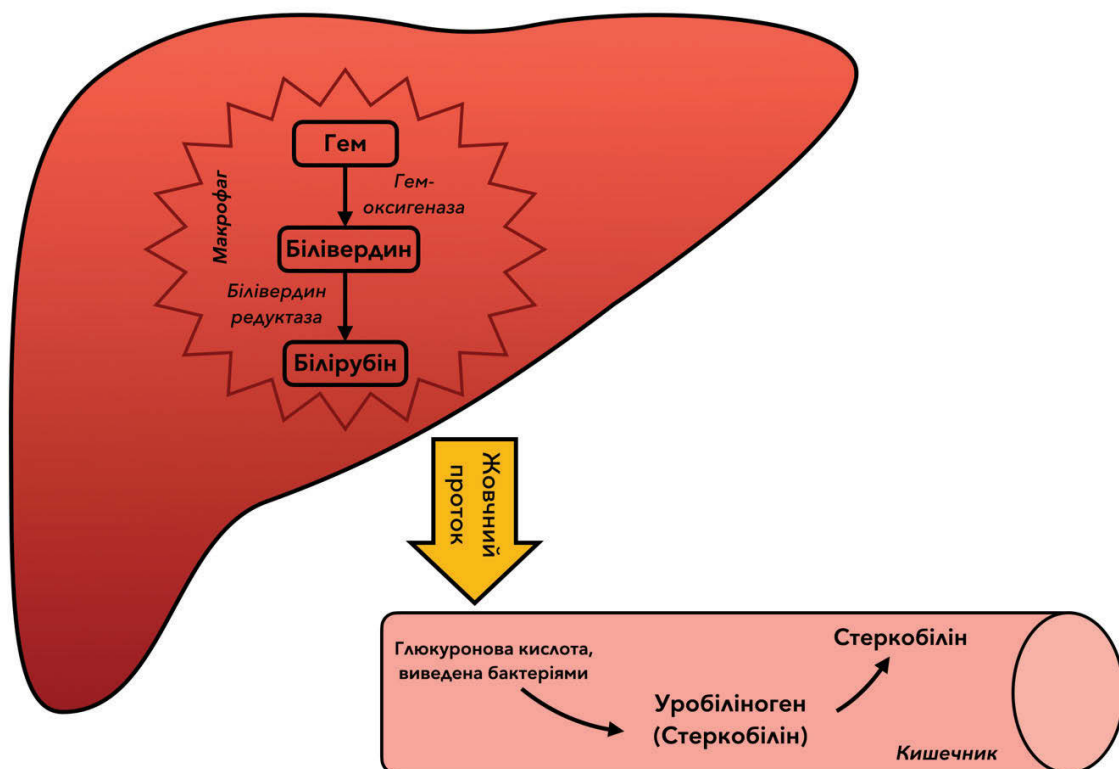 Гем
Гем-
оксигеназа
Макрофаг
Білівердин
Білівердин
редуктаза
Білірубін
Жовчний
проток
Глюкуронова кислота,
виведена бактеріями
Уробіліноген
(Стеркобілін)
Стеркобілін
Кишечник